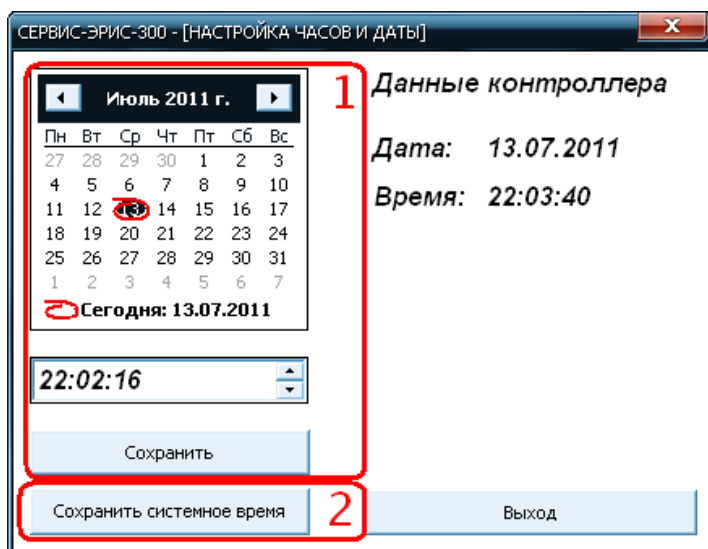 СЕРВИС-ЭРИС-300 - [НАСТРОЙКА ЧАСОВ И ДАТЫ]
X
Июль 2011 г.
Пн Вт Ср Чт Пт Сб Вс
27 28 29 30 1 2 3
4 5 6 7 8 9 10
11 12 13 14 15 16 17
18 19 20 21 22 23 24
25 26 27 28 29 30 31
1 2 3 4 5 6 7
Сегодня: 13.07.2011
22:02:16
Сохранить
1
Сохранить системное время
2
Данные контроллера
Дата: 13.07.2011
Время: 22:03:40
Выход